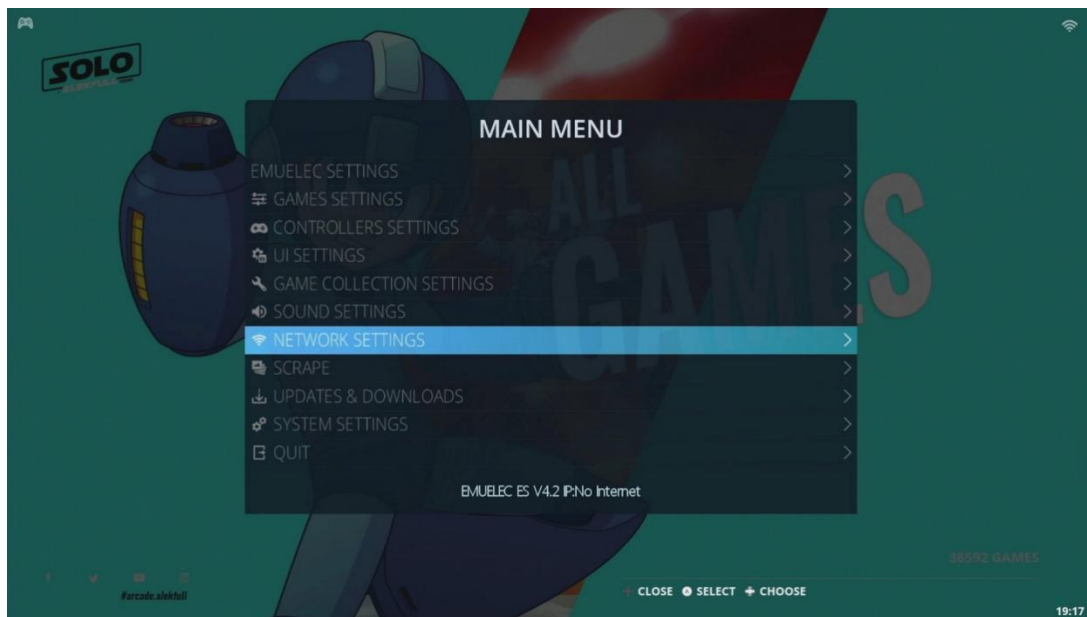 SOLO
ALEKFULL
MAIN MENU
EMUELEC SETTINGS
GAMES SETTINGS
CONTROLLERS SETTINGS
UI SETTINGS
GAME COLLECTION SETTINGS
SOUND SETTINGS
NETWORK SETTINGS
SCRAPE
UPDATES & DOWNLOADS
SYSTEM SETTINGS
QUIT
EMUELEC ES V4.2 IP:No Internet
ALL
GAMES
38592 GAMES
#arcade.alekfull
CLOSE SELECT CHOOSE
19:17